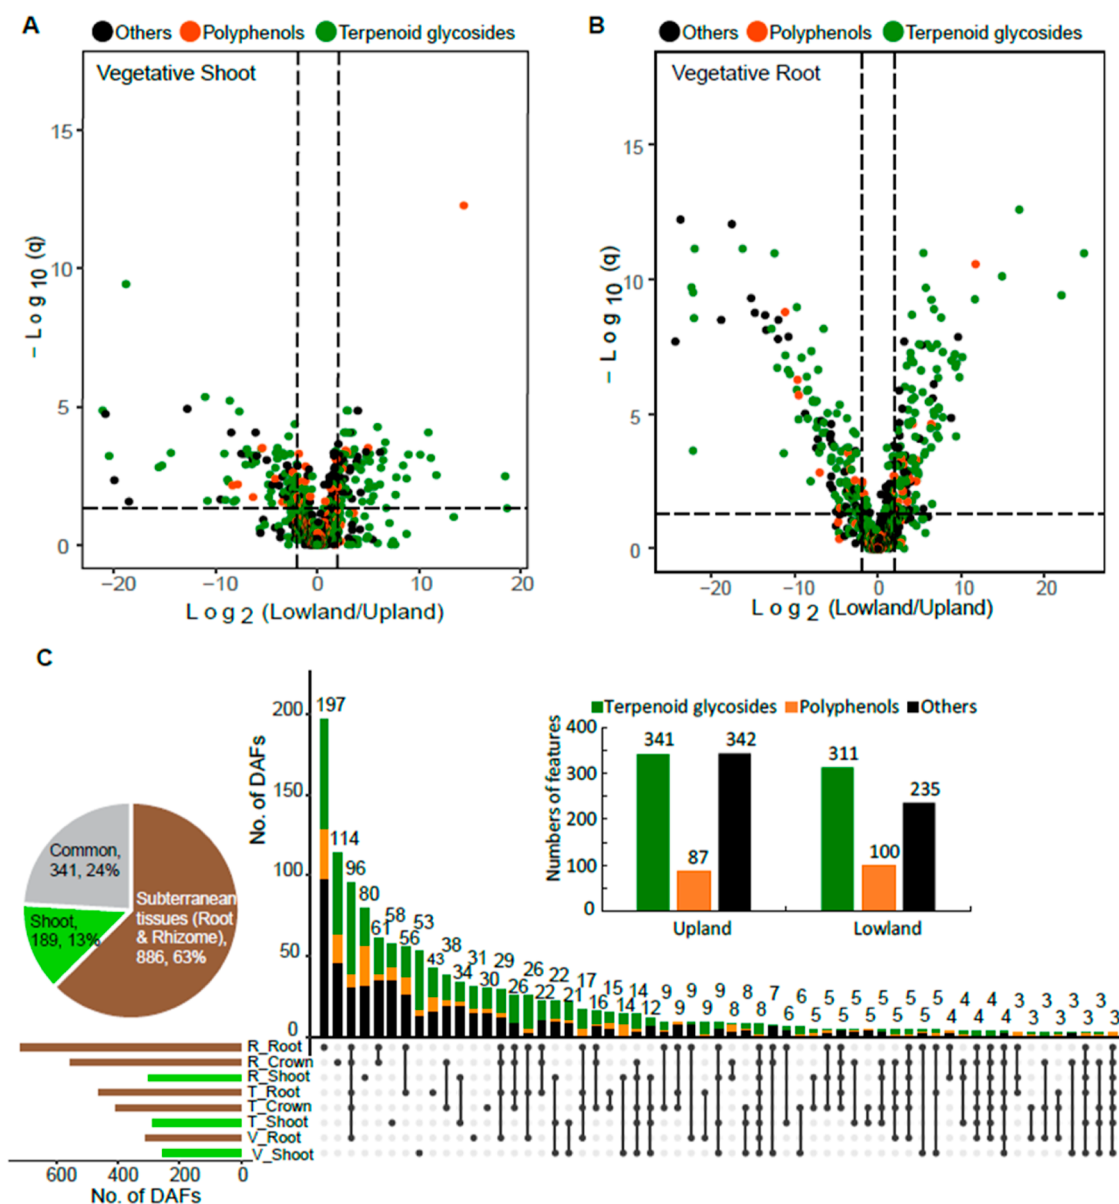 A
Others Polyphenols Terpenoid glycosides
Vegetative Shoot
15
10
5
0
− Log10 (q)
−20 −10 0 10 20
Log2 (Lowland/Upland)
B
Others Polyphenols Terpenoid glycosides
Vegetative Root
15
10
5
0
− Log10 (q)
−20 −10 0 10 20
Log2 (Lowland/Upland)
C
Common,
341, 24%
Shoot,
189, 13%
Subterranean
tissues (Root
& Rhizome),
886, 63%
No. of DAFs
200
150
100
50
0
197
114
96
80
61
58
56
53
43
38
34
31
30
29
26
26
22
22
21
17
16
15
14
14
12
9
9
9
9
8
8
8
7
6
6
5
5
5
5
5
5
5
5
5
4
4
4
4
3
3
3
3
3
3
3
3
Terpenoid glycosides Polyphenols Others
Numbers of features
400
300
200
100
0
341
87
342
311
100
235
Upland Lowland
R_Root
R_Crown
R_Shoot
T_Root
T_Crown
T_Shoot
V_Root
V_Shoot
600 400 200 0
No. of DAFs